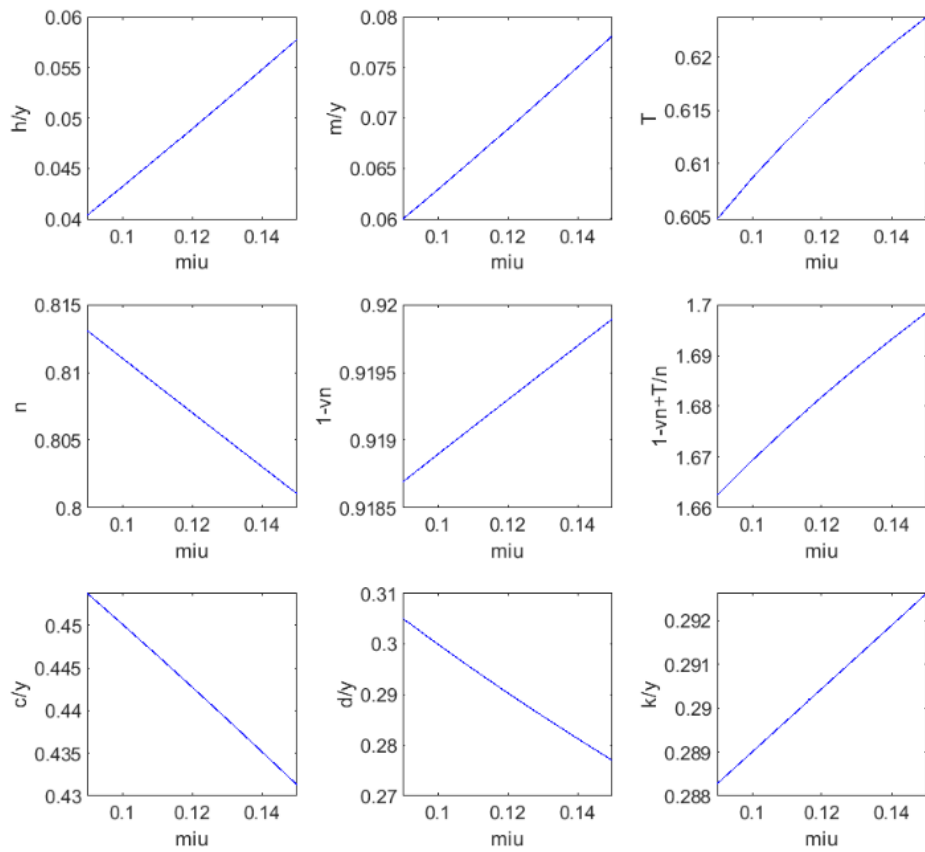 h/y
0.06
0.055
0.05
0.045
0.04
0.1 0.12 0.14
miu
m/y
0.08
0.075
0.07
0.065
0.06
0.1 0.12 0.14
miu
T
0.62
0.615
0.61
0.605
0.1 0.12 0.14
miu
n
0.815
0.81
0.805
0.8
0.1 0.12 0.14
miu
1-vn
0.92
0.9195
0.919
0.9185
0.1 0.12 0.14
miu
1-vn+T/n
1.7
1.69
1.68
1.67
1.66
0.1 0.12 0.14
miu
c/y
0.45
0.445
0.44
0.435
0.43
0.1 0.12 0.14
miu
d/y
0.31
0.3
0.29
0.28
0.27
0.1 0.12 0.14
miu
k/y
0.292
0.291
0.29
0.289
0.288
0.1 0.12 0.14
miu